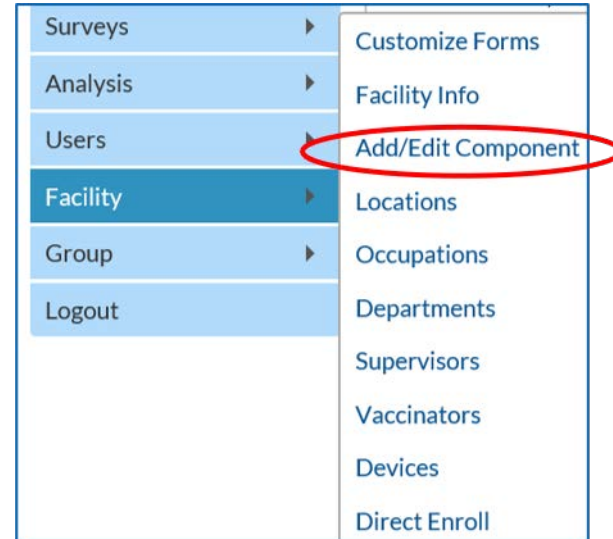 Surveys
Analysis
Users
Facility
Group
Logout
Customize Forms
Facility Info
Add/Edit Component
Locations
Occupations
Departments
Supervisors
Vaccinators
Devices
Direct Enroll